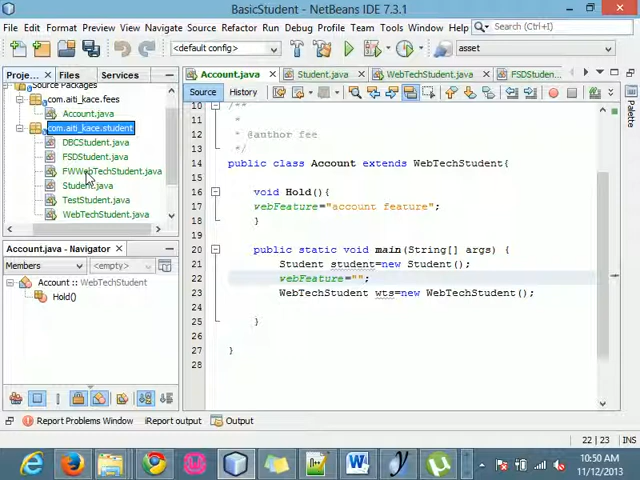 BasicStudent - NetBeans IDE 7.3.1
File Edit View Navigate Source Refactor Run Debug Profile Team Tools Window Help
Search (Ctrl+I)
<default config>
asset
Proje...
Files
Services
Source Packages
com.aiti_kace.fees
Account.java
com.aiti_kace.student
DBCStudent.java
FSDStudent.java
FWWebTechStudent.java
Student.java
TestStudent.java
WebTechStudent.java
Account.java - Navigator
Members
<empty>
Account :: WebTechStudent
Hold()
Account.java
Student.java
WebTechStudent.java
FSDStuden...
Source
History
10 /**
11 *
12 * @author fee
13 */
14 public class Account extends WebTechStudent{
15
16 void Hold(){
17 webFeature="account feature";
18 }
19
20 public static void main(String[] args) {
21 Student student=new Student();
22 webFeature="";
23 WebTechStudent wts=new WebTechStudent();
24
25 }
26
27 }
28
Palette
Report Problems Window
iReport output
Output
22 | 23
INS
10:50 AM
11/12/2013